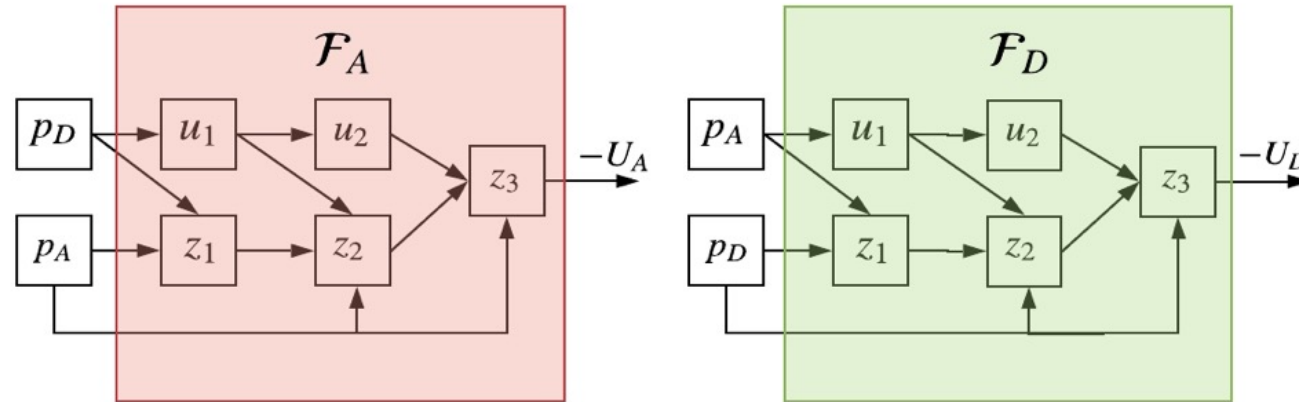 𝓕_A
p_D u_1 u_2
z_3 −U_A
p_A z_1 z_2
𝓕_D
p_A u_1 u_2
z_3
p_D z_1 z_2